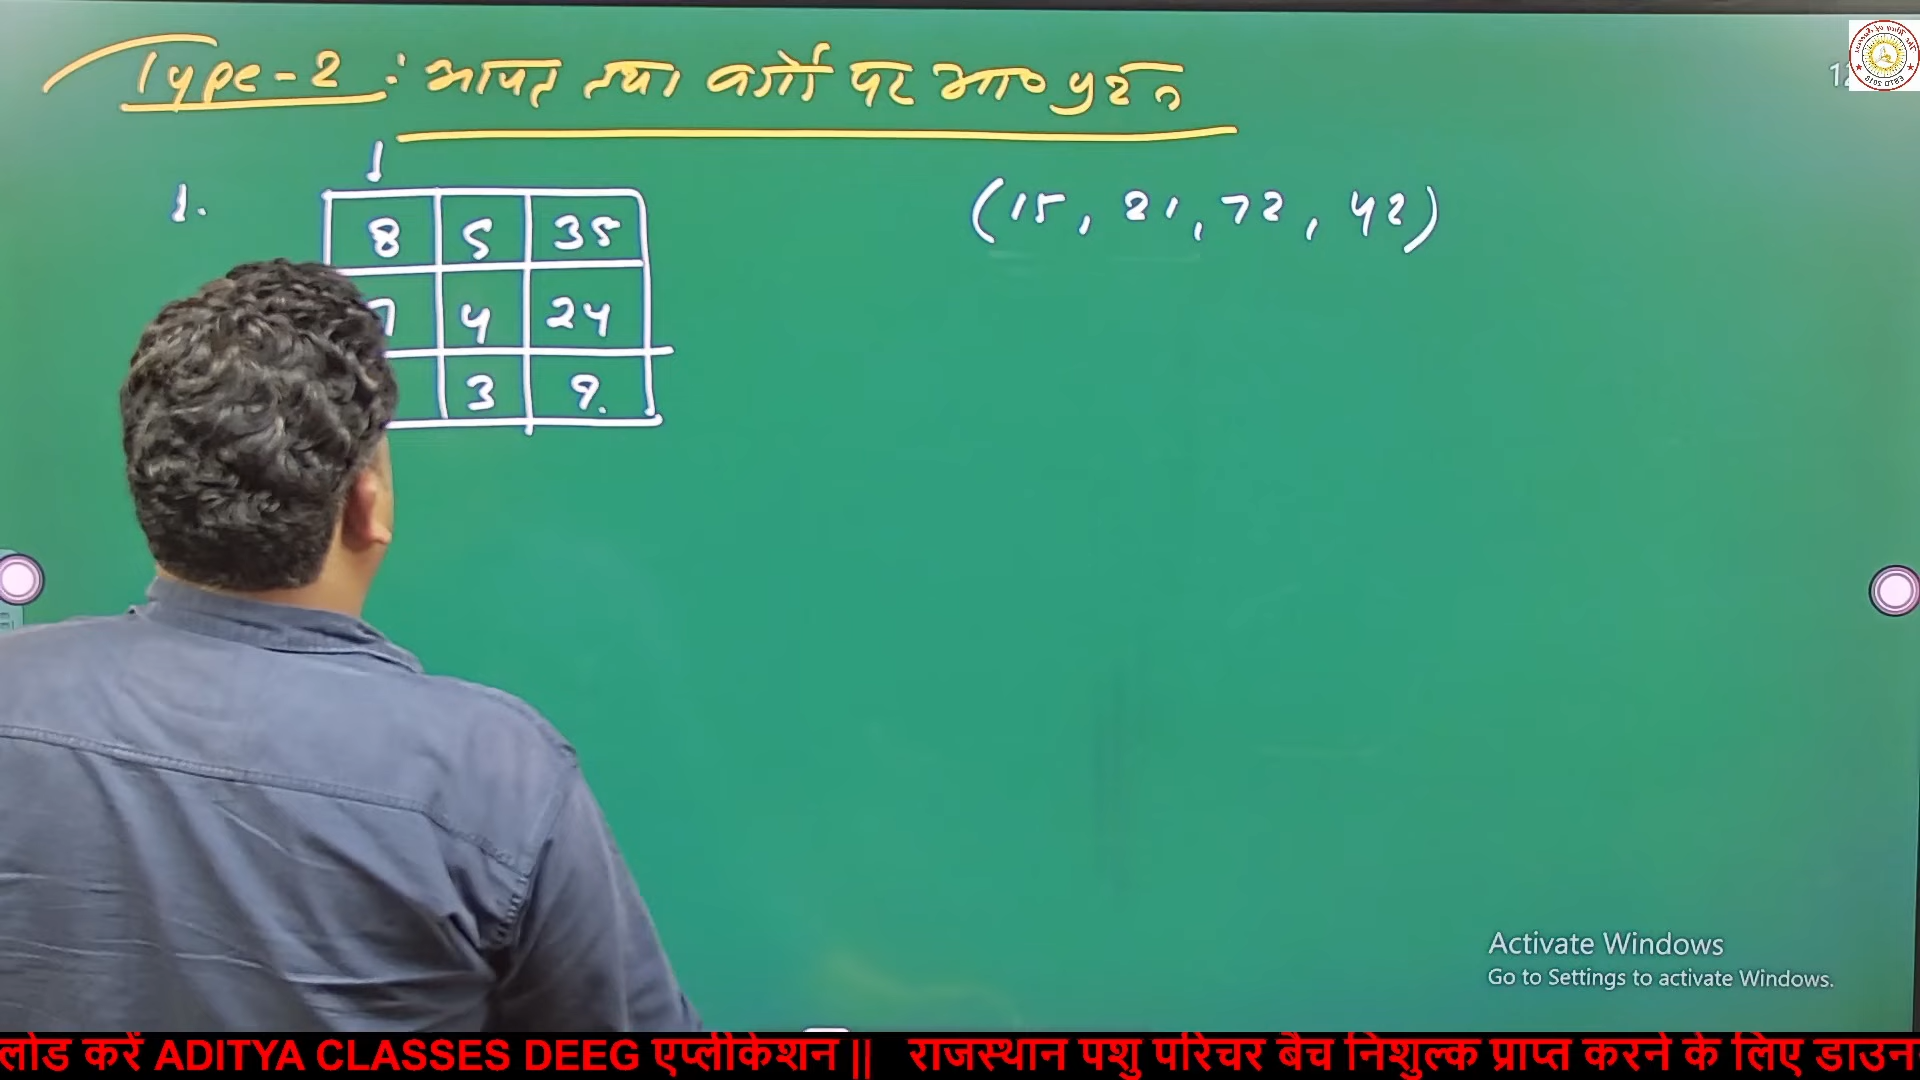 Type-2 : आयत तथा वर्गों पर आ० प्रश्न
1.
8 5 35
7 4 24
3 9
(15, 21, 72, 42)
Activate Windows
Go to Settings to activate Windows.
लोड करें ADITYA CLASSES DEEG एप्लीकेशन || राजस्थान पशु परिचर बैच निशुल्क प्राप्त करने के लिए डाउन